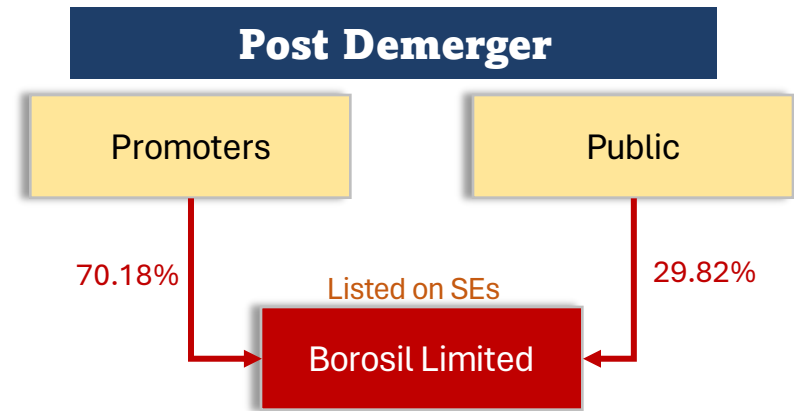 Post Demerger
Promoters
Public
70.18%
29.82%
Listed on SEs
Borosil Limited